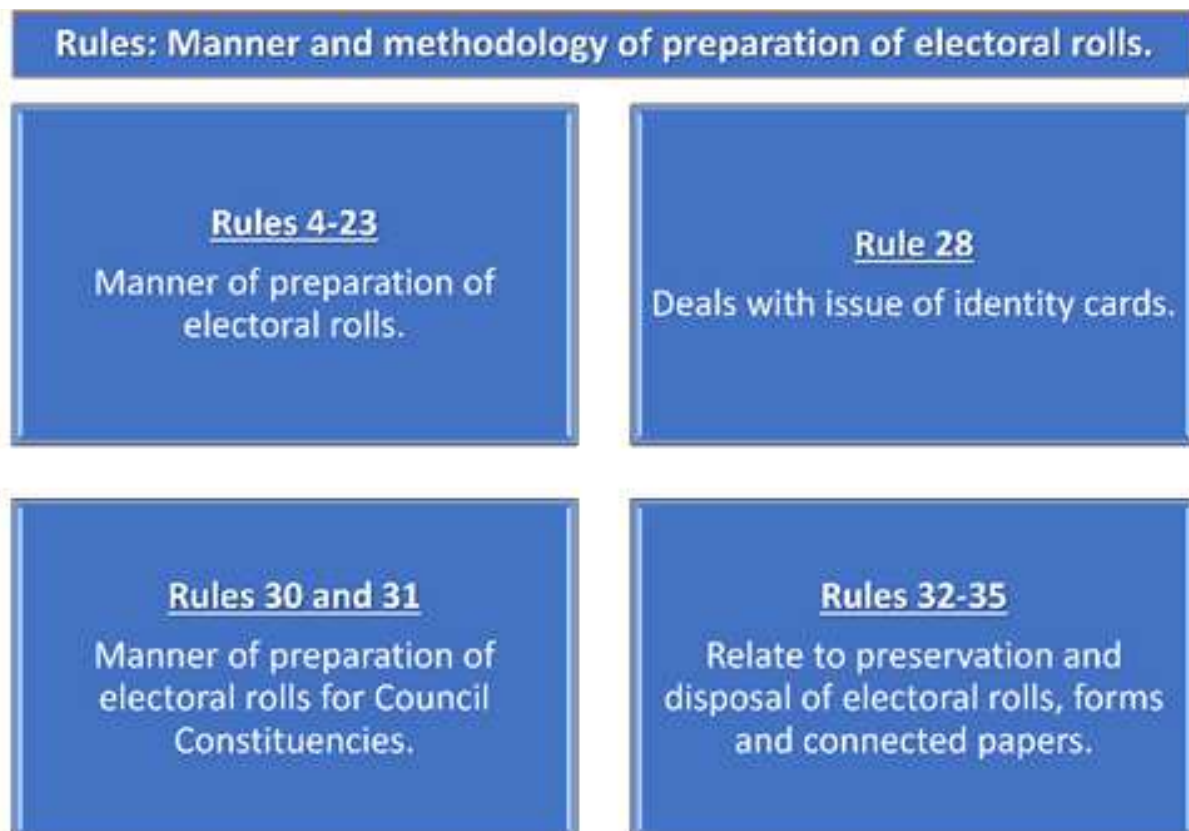 Rules: Manner and methodology of preparation of electoral rolls.
Rules 4-23
Manner of preparation of
electoral rolls.
Rule 28
Deals with issue of identity cards.
Rules 30 and 31
Manner of preparation of
electoral rolls for Council
Constituencies.
Rules 32-35
Relate to preservation and
disposal of electoral rolls, forms
and connected papers.